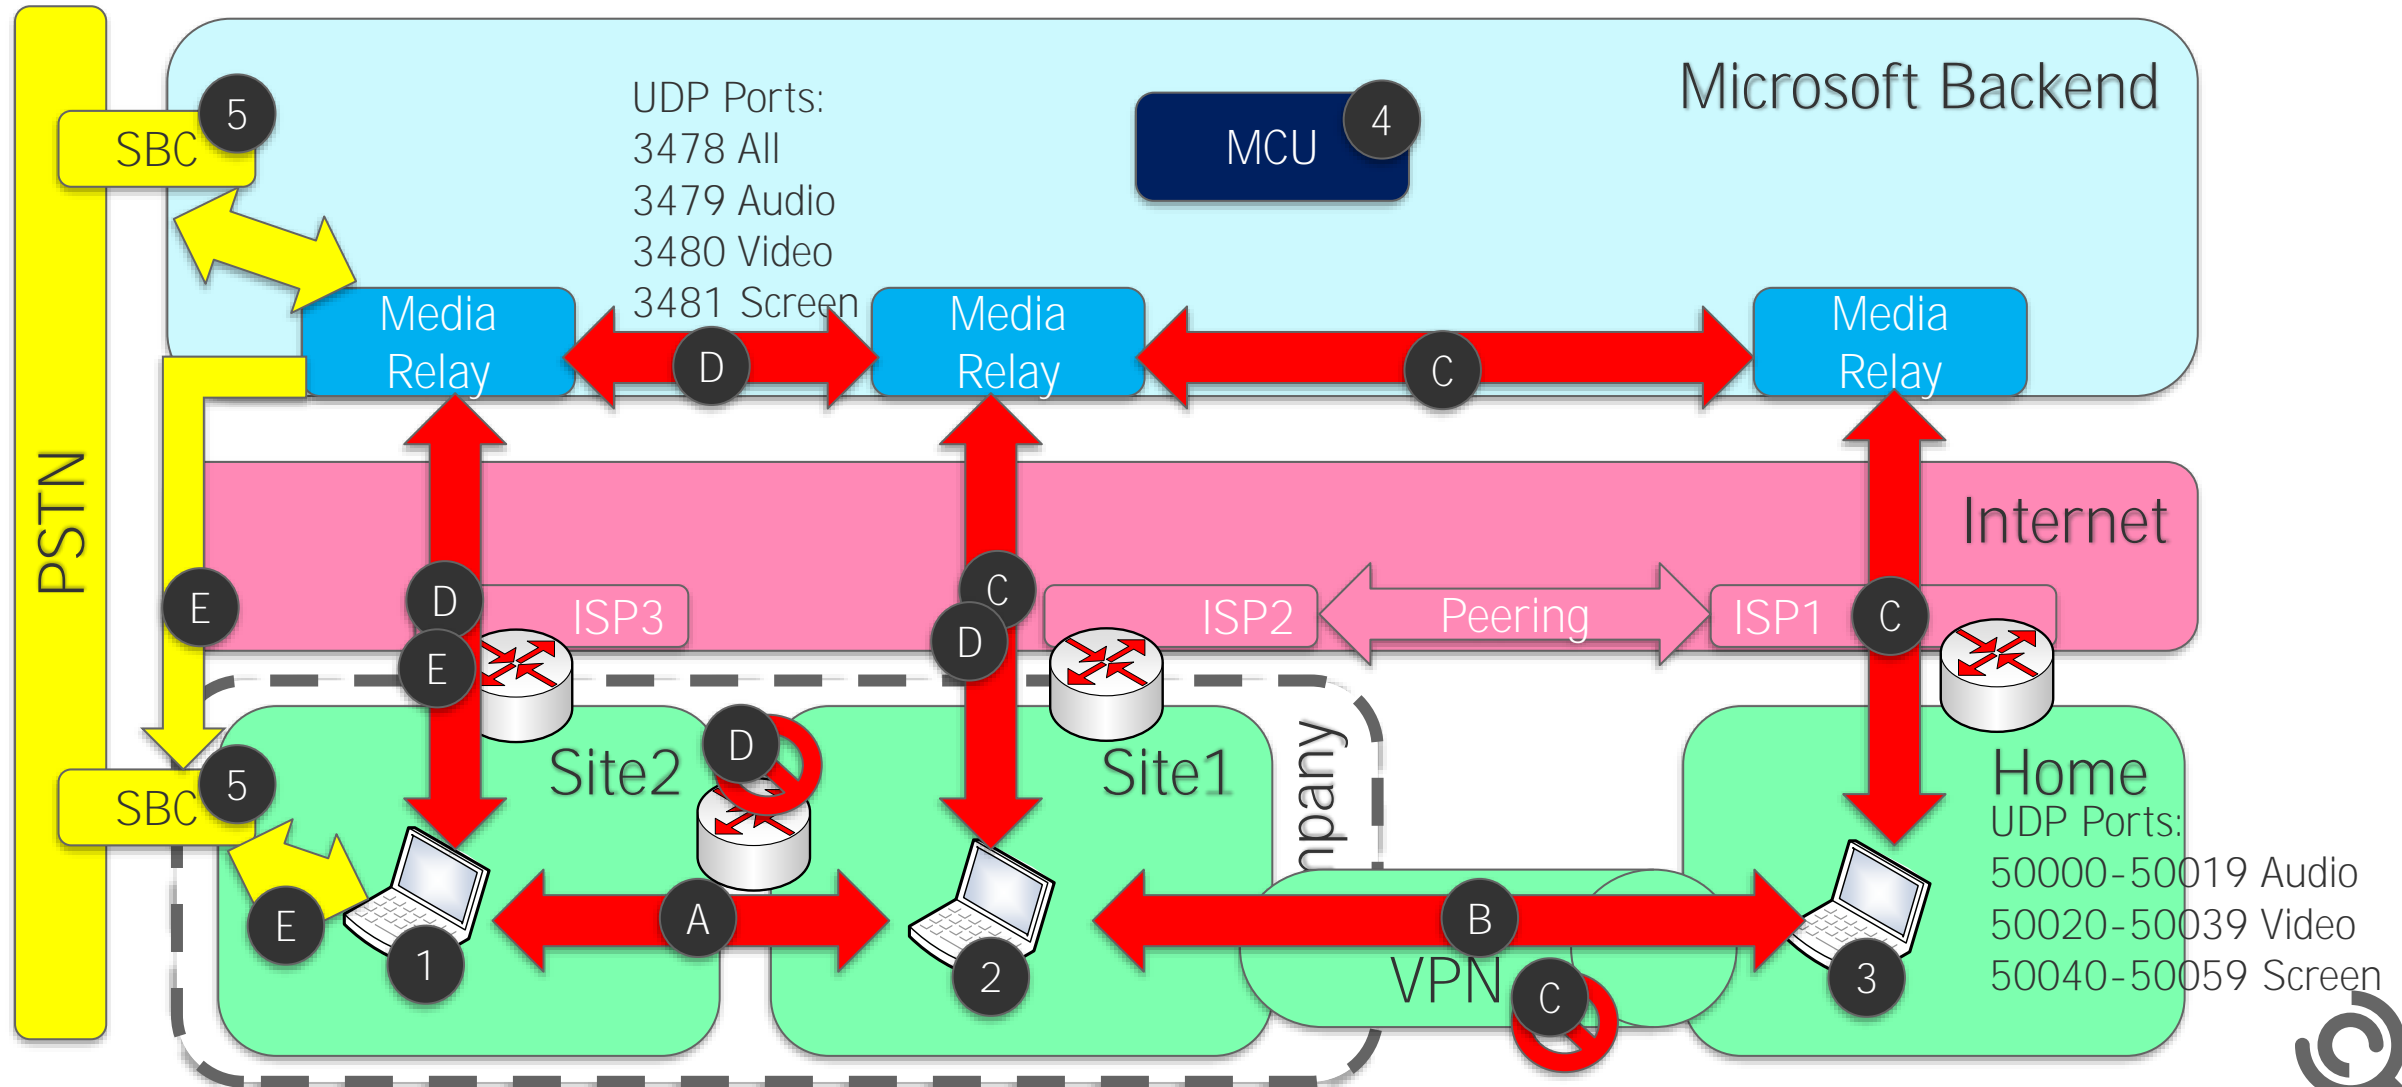 Microsoft Backend
UDP Ports:
3478 All
3479 Audio
3480 Video
3481 Screen
MCU
4
SBC
5
Media
Relay
Media
Relay
Media
Relay
D
C
PSTN
Internet
E
D
E
ISP3
C
D
ISP2
Peering
ISP1
C
Site2
D
Site1
Home
UDP Ports:
50000-50019 Audio
50020-50039 Video
50040-50059 Screen
SBC
5
E
1
A
2
B
VPN
C
3